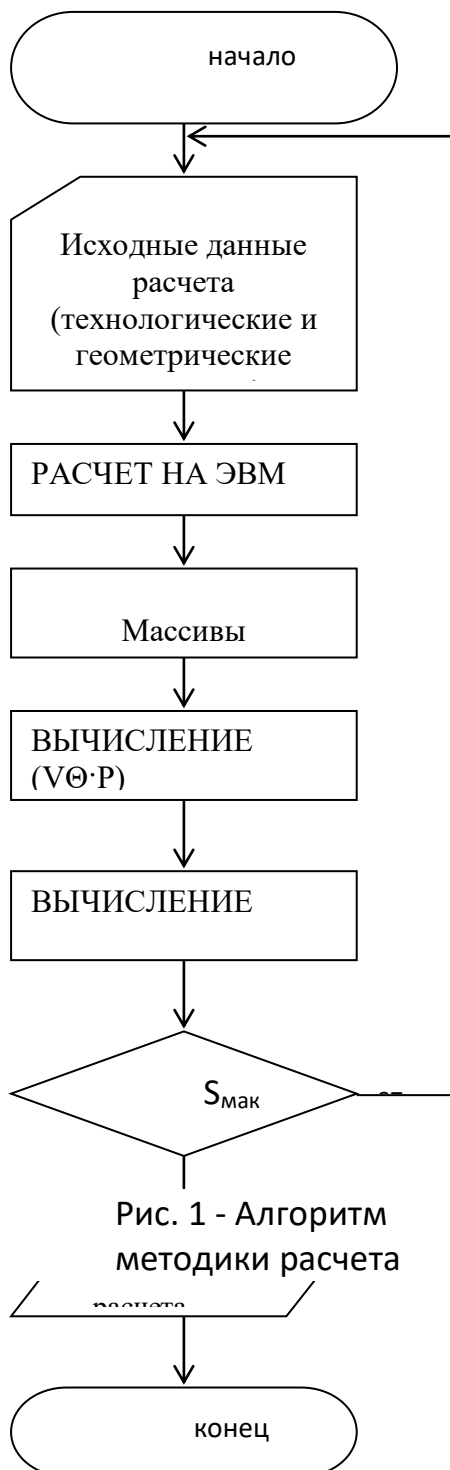 начало
Исходные данные
расчета
(технологические и
геометрические
РАСЧЕТ НА ЭВМ
Массивы
ВЫЧИСЛЕНИЕ
(VΘ·P)
ВЫЧИСЛЕНИЕ
Sмак
Рис. 1 - Алгоритм
методики расчета
расчета
конец